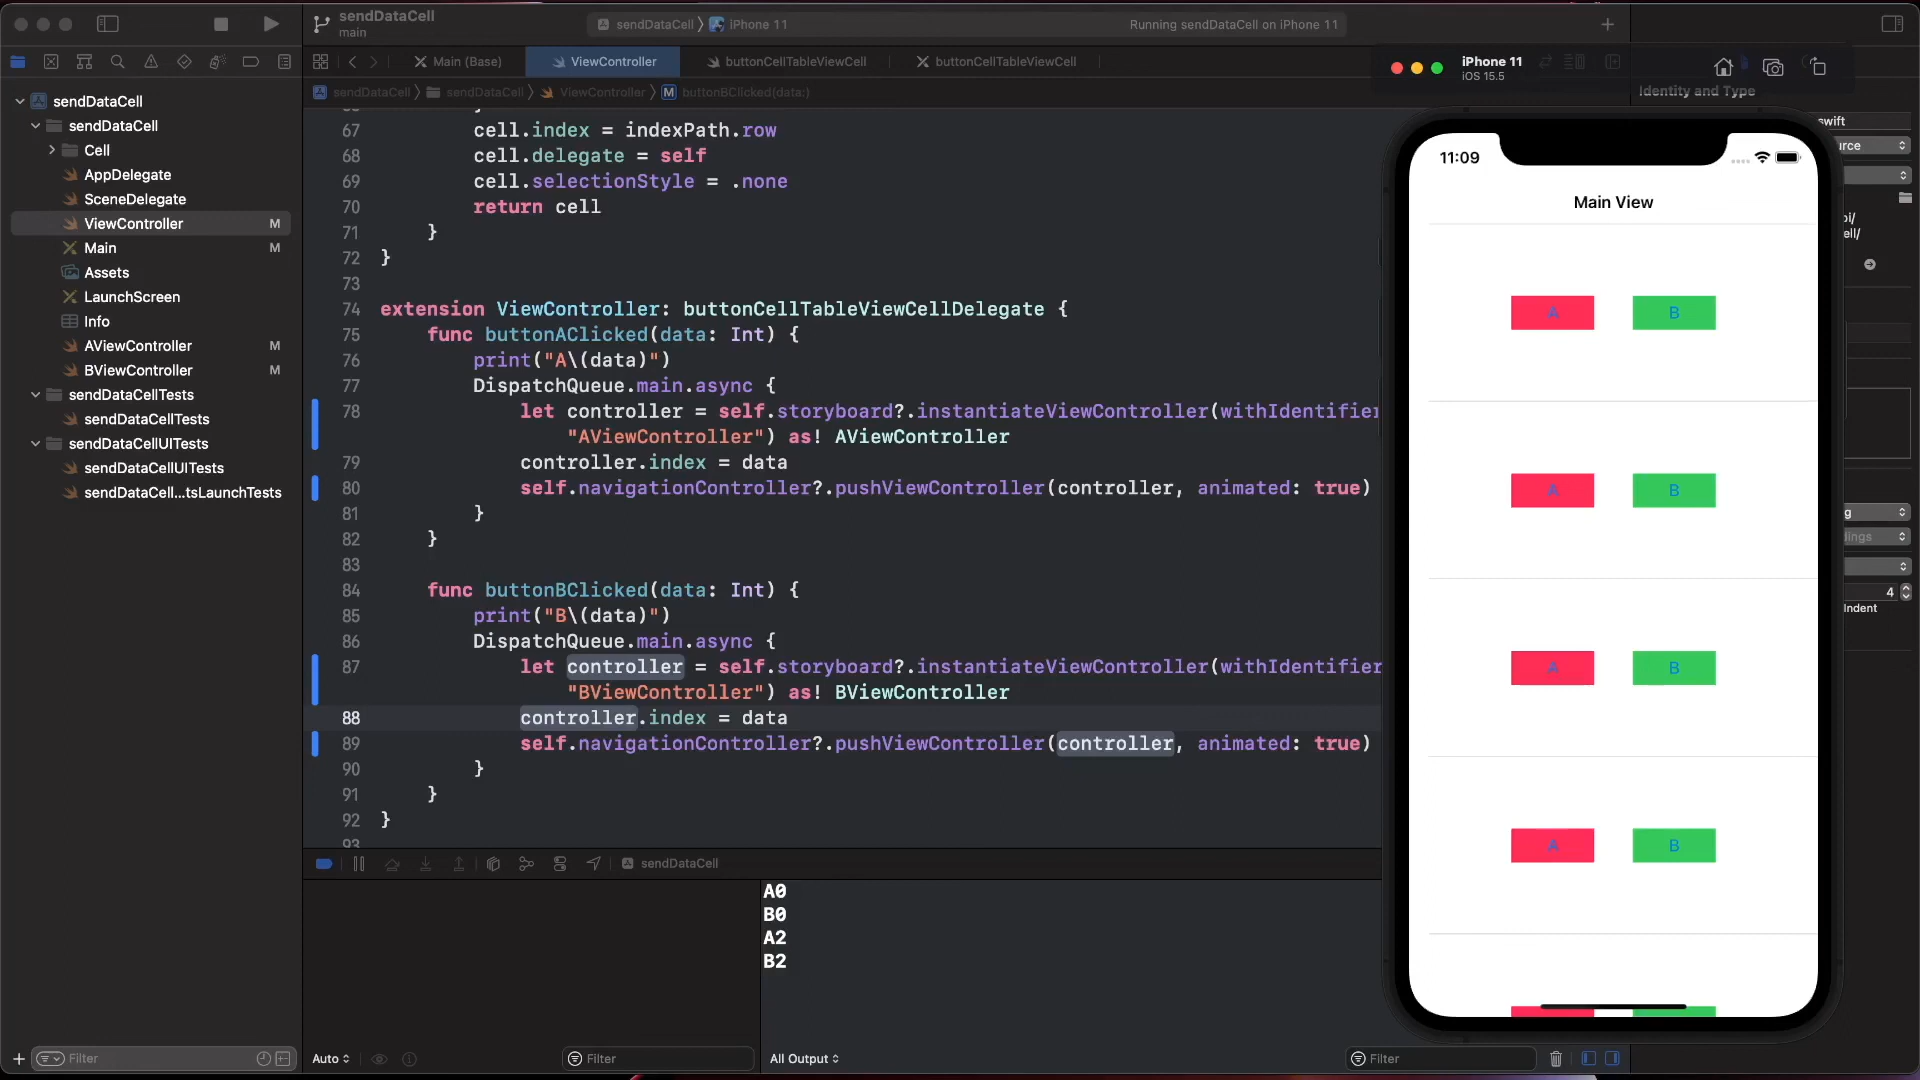 sendDataCell
main
sendDataCell
iPhone 11
Running sendDataCell on iPhone 11
Main (Base)
ViewController
buttonCellTableViewCell
buttonCellTableViewCell
sendDataCell
sendDataCell
ViewController
M
buttonBClicked(data:)
sendDataCell
sendDataCell
Cell
AppDelegate
SceneDelegate
ViewController M
Main M
Assets
LaunchScreen
Info
AViewController M
BViewController M
sendDataCellTests
sendDataCellTests
sendDataCellUITests
sendDataCellUITests
sendDataCell...tsLaunchTests
Filter
67 cell.index = indexPath.row
68 cell.delegate = self
69 cell.selectionStyle = .none
70 return cell
71 }
72 }
73
74 extension ViewController: buttonCellTableViewCellDelegate {
75 func buttonAClicked(data: Int) {
76 print("A\(data)")
77 DispatchQueue.main.async {
78 let controller = self.storyboard?.instantiateViewController(withIdentifier
"AViewController") as! AViewController
79 controller.index = data
80 self.navigationController?.pushViewController(controller, animated: true)
81 }
82 }
83
84 func buttonBClicked(data: Int) {
85 print("B\(data)")
86 DispatchQueue.main.async {
87 let controller = self.storyboard?.instantiateViewController(withIdentifier
"BViewController") as! BViewController
88 controller.index = data
89 self.navigationController?.pushViewController(controller, animated: true)
90 }
91 }
92 }
93
sendDataCell
A0
B0
A2
B2
Auto
Filter
All Output
Filter
iPhone 11
iOS 15.5
Identity and Type
11:09
Main View
A B
A B
A B
A B
4
Indent